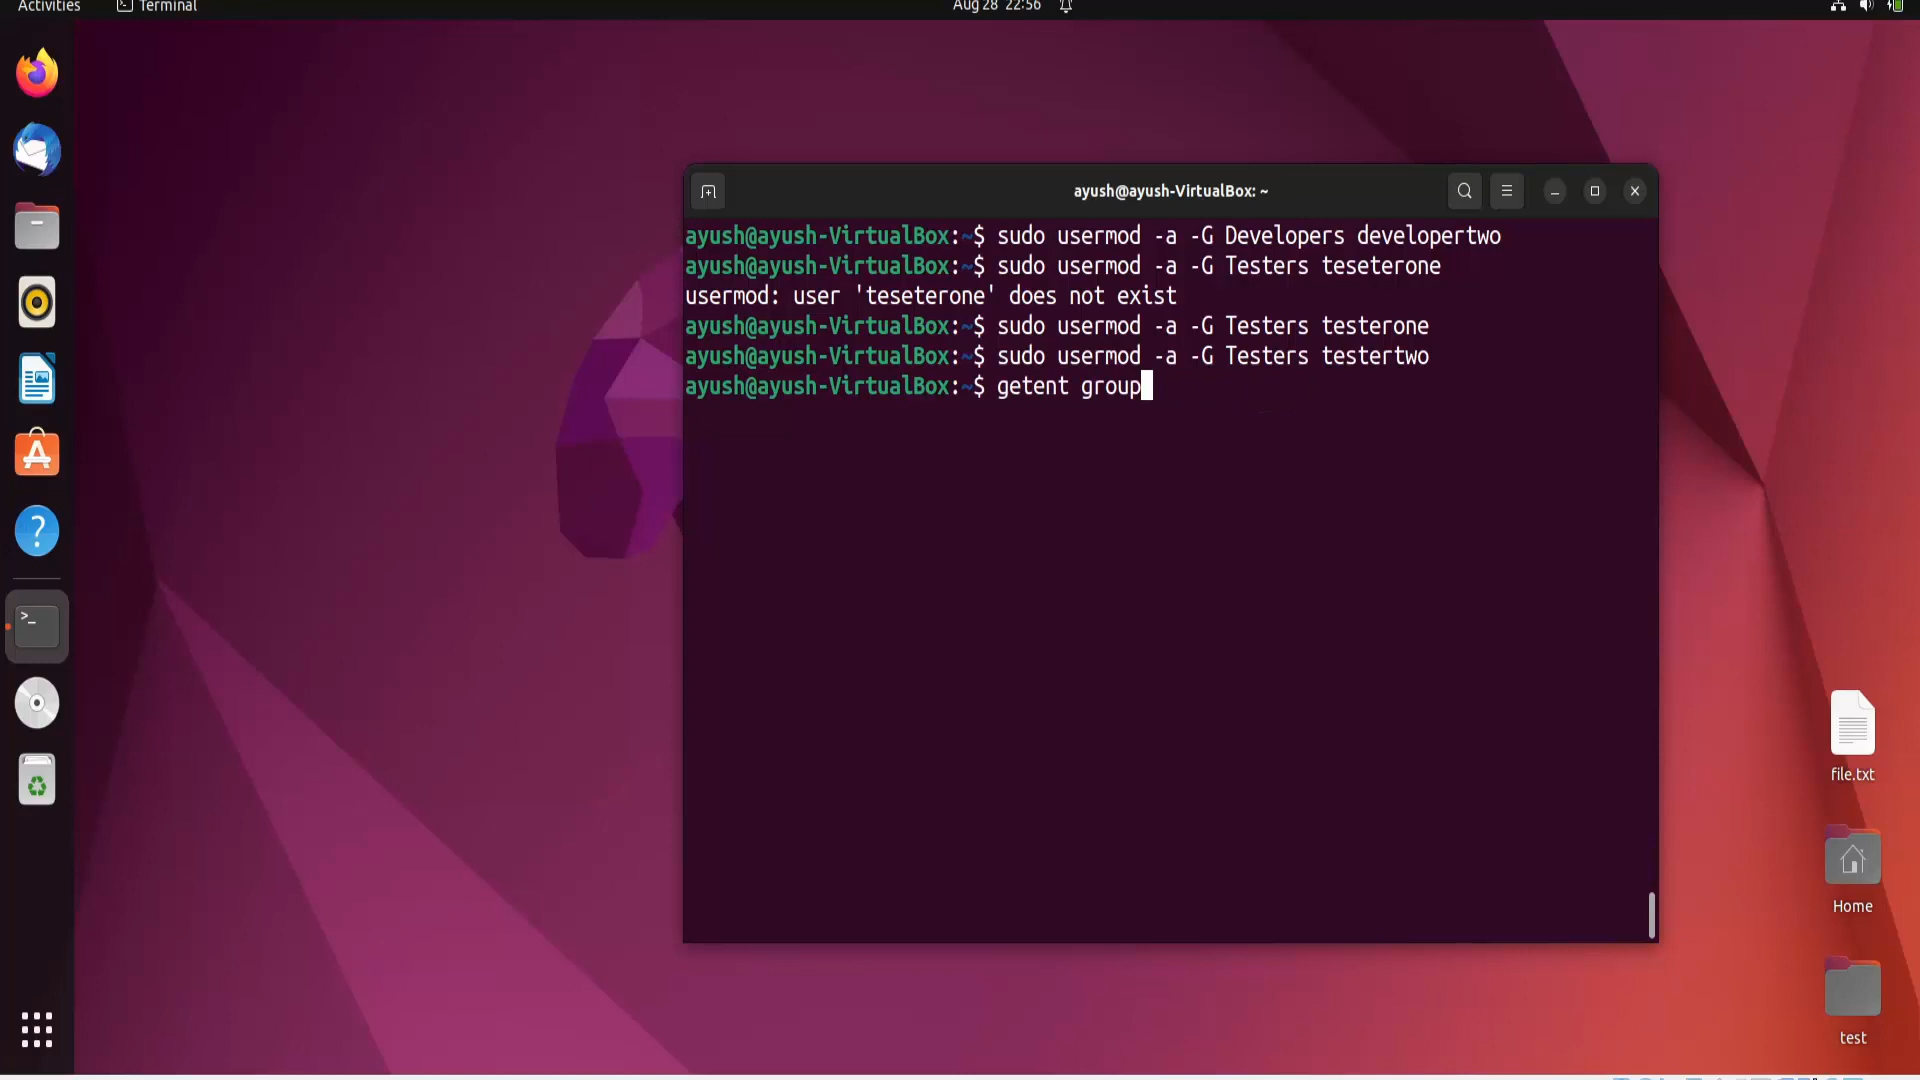 Activities
Terminal
Aug 28 22:56
ayush@ayush-VirtualBox: ~
ayush@ayush-VirtualBox:~$ sudo usermod -a -G Developers developertwo
ayush@ayush-VirtualBox:~$ sudo usermod -a -G Testers teseterone
usermod: user 'teseterone' does not exist
ayush@ayush-VirtualBox:~$ sudo usermod -a -G Testers testerone
ayush@ayush-VirtualBox:~$ sudo usermod -a -G Testers testertwo
ayush@ayush-VirtualBox:~$ getent group
file.txt
Home
test